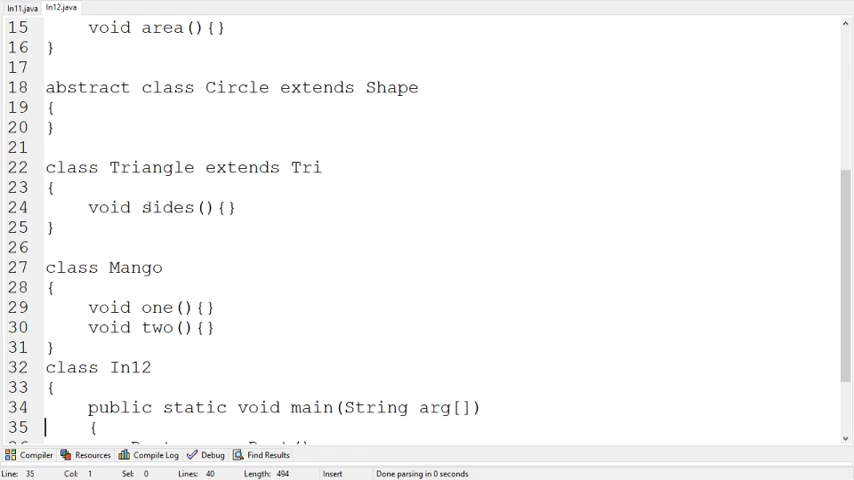 In11.java In12.java
15 void area(){}
16 }
17
18 abstract class Circle extends Shape
19 {
20 }
21
22 class Triangle extends Tri
23 {
24 void sides(){}
25 }
26
27 class Mango
28 {
29 void one(){}
30 void two(){}
31 }
32 class In12
33 {
34 public static void main(String arg[])
35 {
Compiler Resources Compile Log Debug Find Results
Line: 35 Col: 1 Sel: 0 Lines: 40 Length: 494 Insert Done parsing in 0 seconds